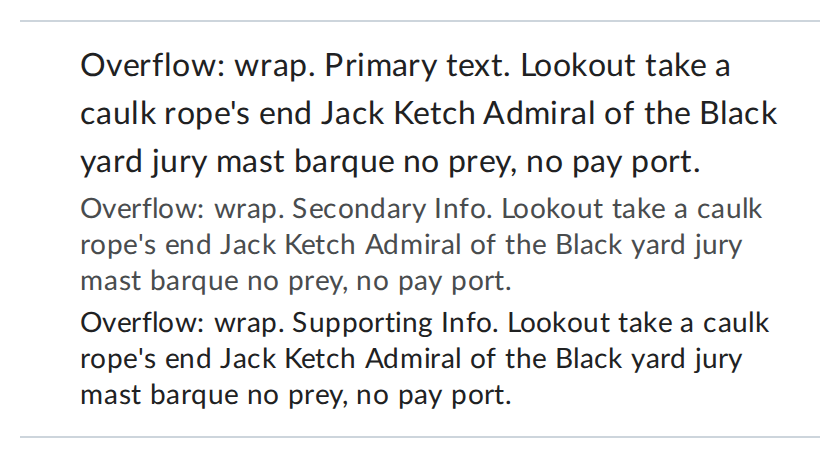 Overflow: wrap. Primary text. Lookout take a
caulk rope's end Jack Ketch Admiral of the Black
yard jury mast barque no prey, no pay port.
Overflow: wrap. Secondary Info. Lookout take a caulk
rope's end Jack Ketch Admiral of the Black yard jury
mast barque no prey, no pay port.
Overflow: wrap. Supporting Info. Lookout take a caulk
rope's end Jack Ketch Admiral of the Black yard jury
mast barque no prey, no pay port.